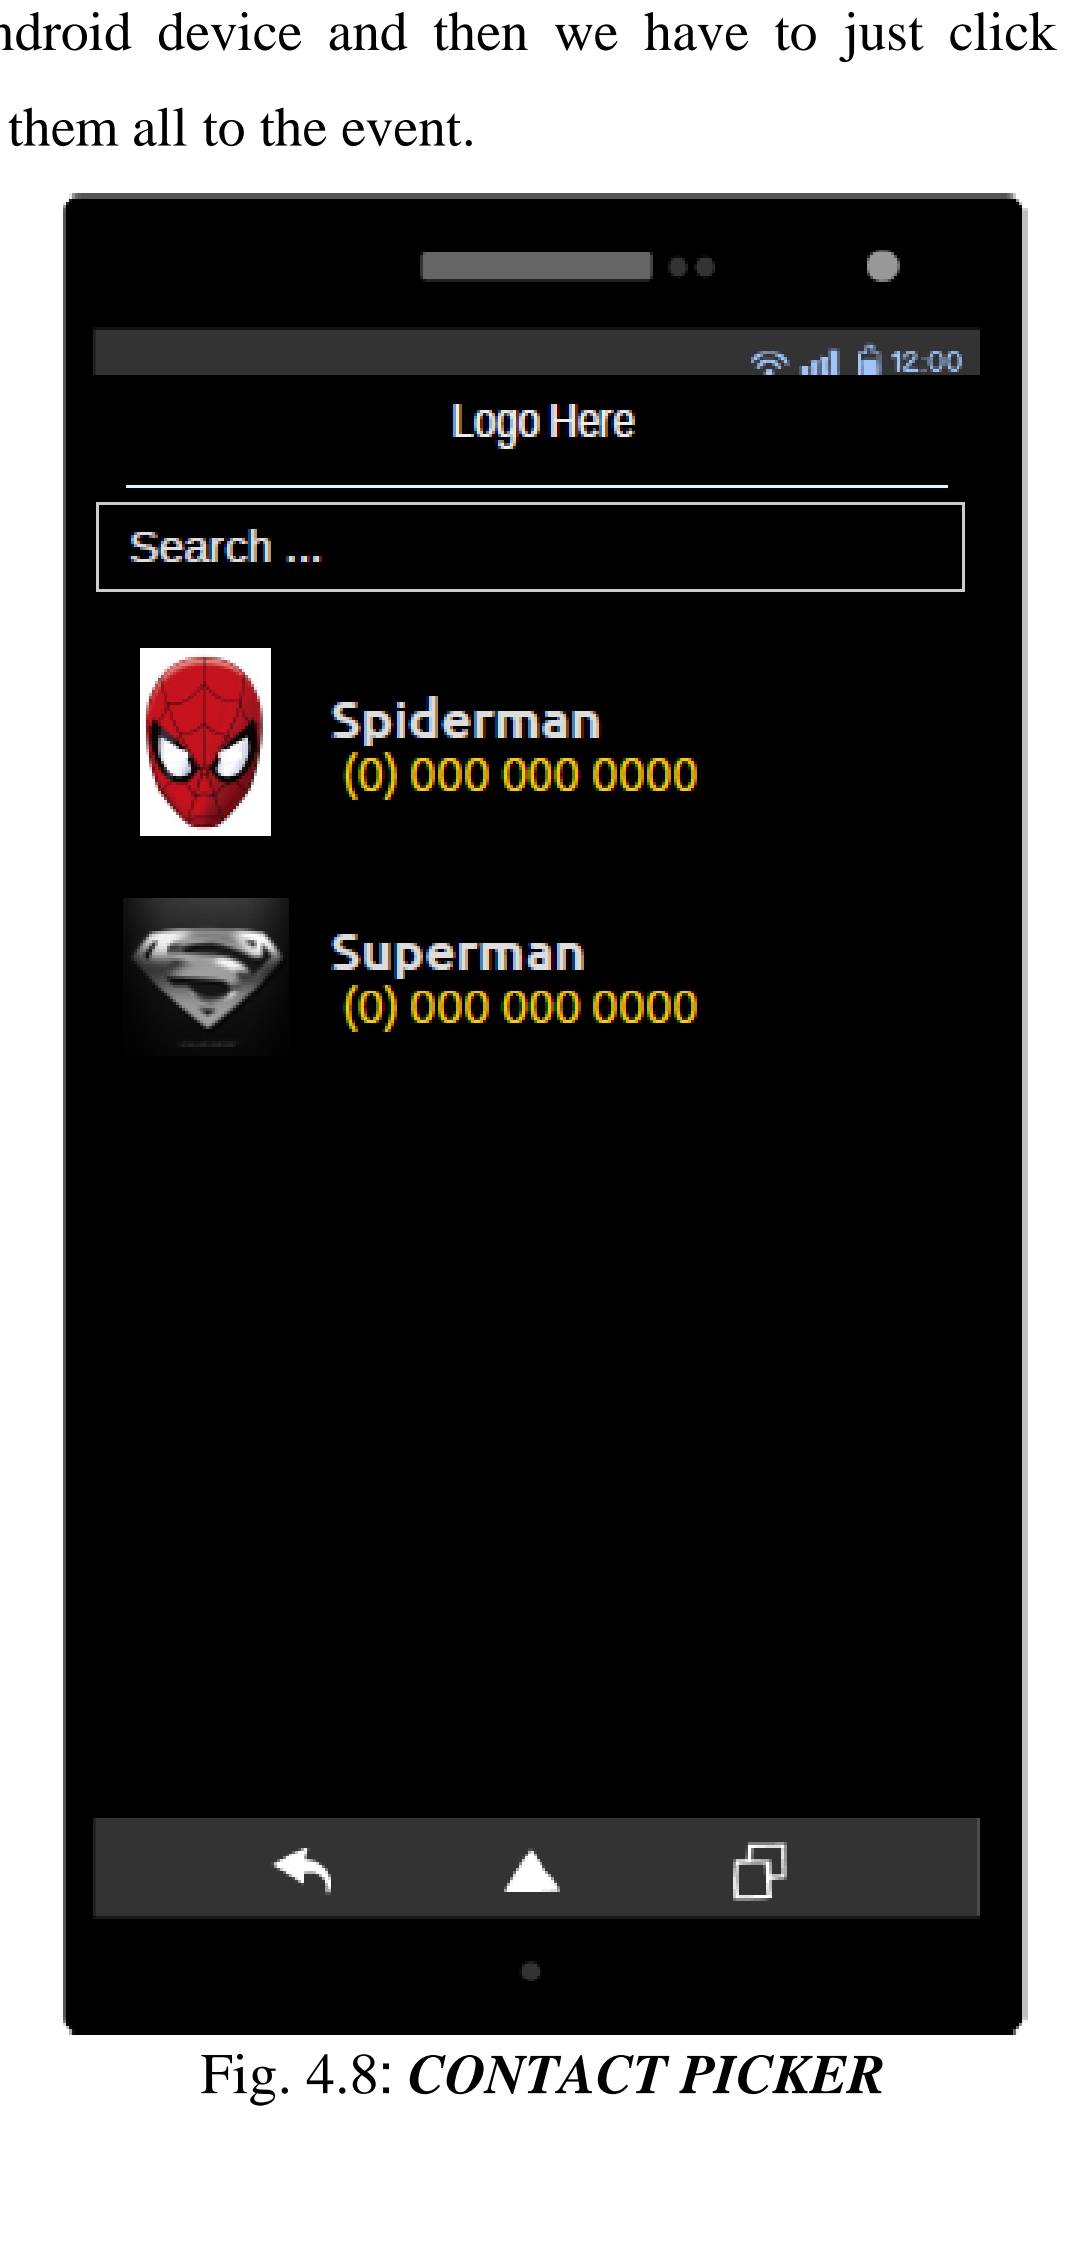 ndroid device and then we have to just click
them all to the event.
12:00
Logo Here
Search ...
Spiderman
(0) 000 000 0000
Superman
(0) 000 000 0000
Fig. 4.8: CONTACT PICKER